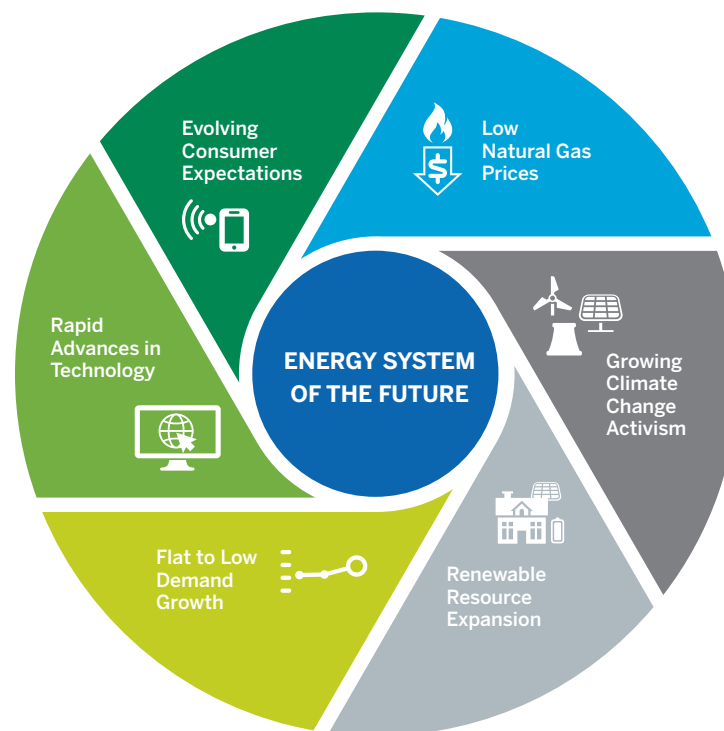 Evolving
Consumer
Expectations
Low
Natural Gas
Prices
$
Rapid
Advances in
Technology
ENERGY SYSTEM
OF THE FUTURE
Growing
Climate
Change
Activism
Flat to Low
Demand
Growth
Renewable
Resource
Expansion